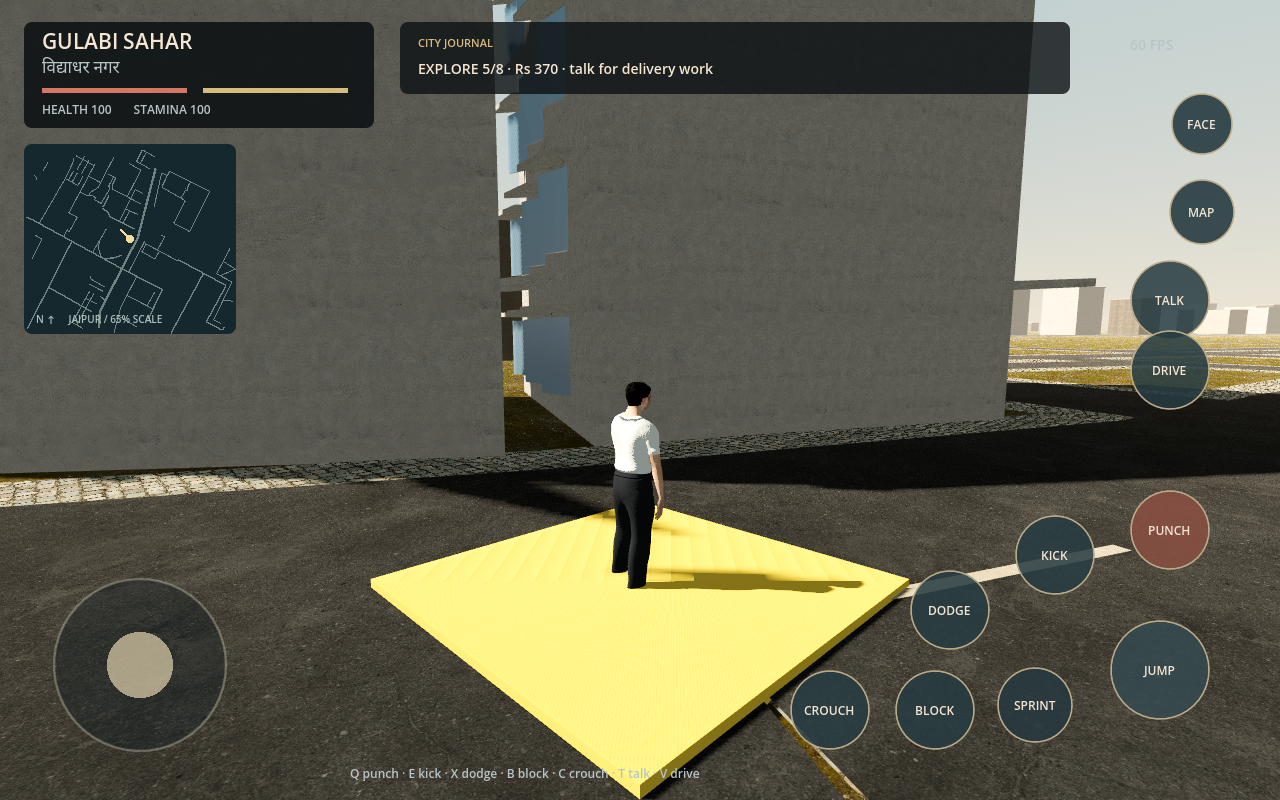 GULABI SAHAR
विद्याधर नगर
HEALTH 100 STAMINA 100
CITY JOURNAL
EXPLORE 5/8 · Rs 370 · talk for delivery work
60 FPS
FACE
MAP
N ↑ JAIPUR / 65% SCALE
TALK
DRIVE
PUNCH
KICK
DODGE
JUMP
CROUCH
BLOCK
SPRINT
Q punch · E kick · X dodge · B block · C crouch · T talk · V drive